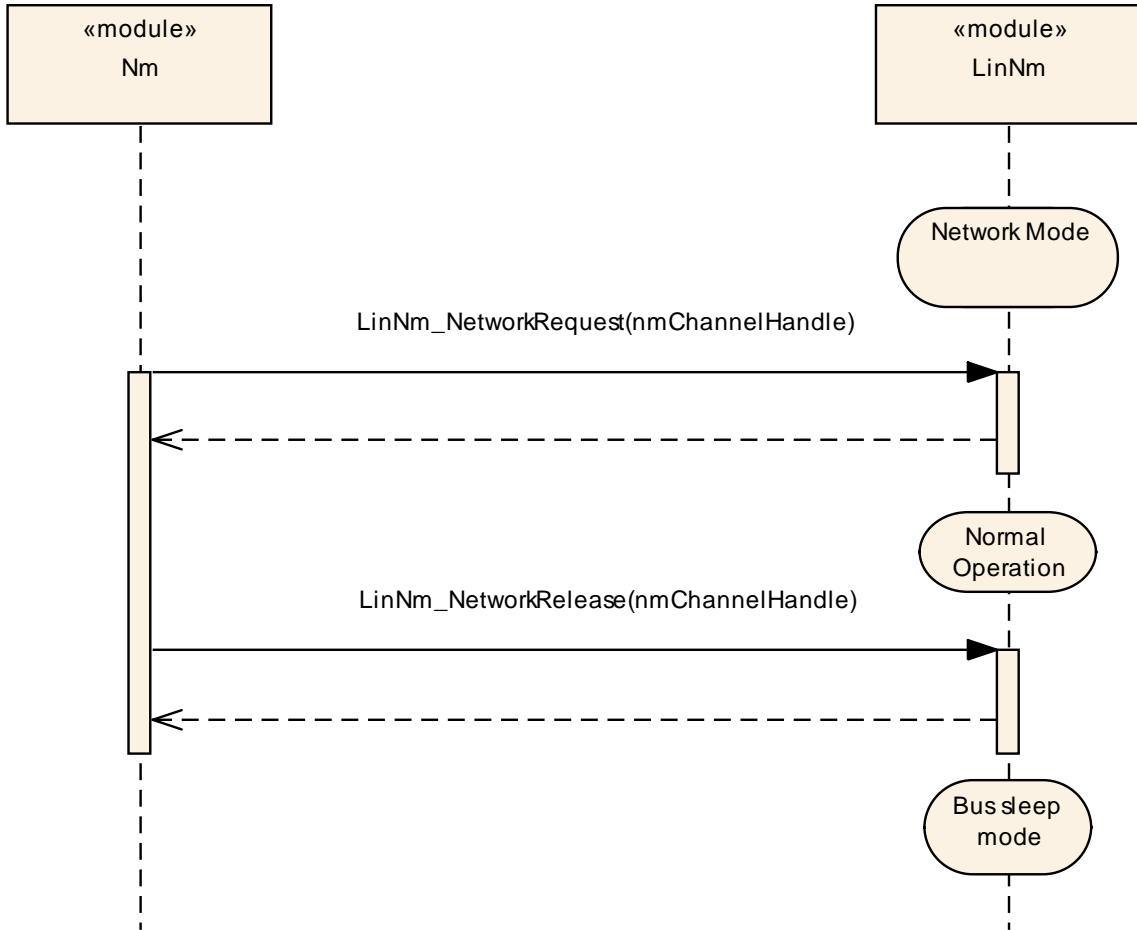 «module»
Nm
«module»
LinNm
Network Mode
LinNm_NetworkRequest(nmChannelHandle)
Normal
Operation
LinNm_NetworkRelease(nmChannelHandle)
Bus sleep
mode